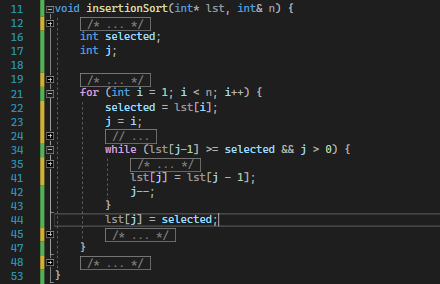 11 void insertionSort(int* lst, int& n) {
12 /* ... */
16 int selected;
17 int j;
18
19 /* ... */
21 for (int i = 1; i < n; i++) {
22 selected = lst[i];
23 j = i;
24 // ...
34 while (lst[j-1] >= selected && j > 0) {
35 /* ... */
41 lst[j] = lst[j - 1];
42 j--;
43 }
44 lst[j] = selected;
45 /* ... */
47 }
48 /* ... */
53 }